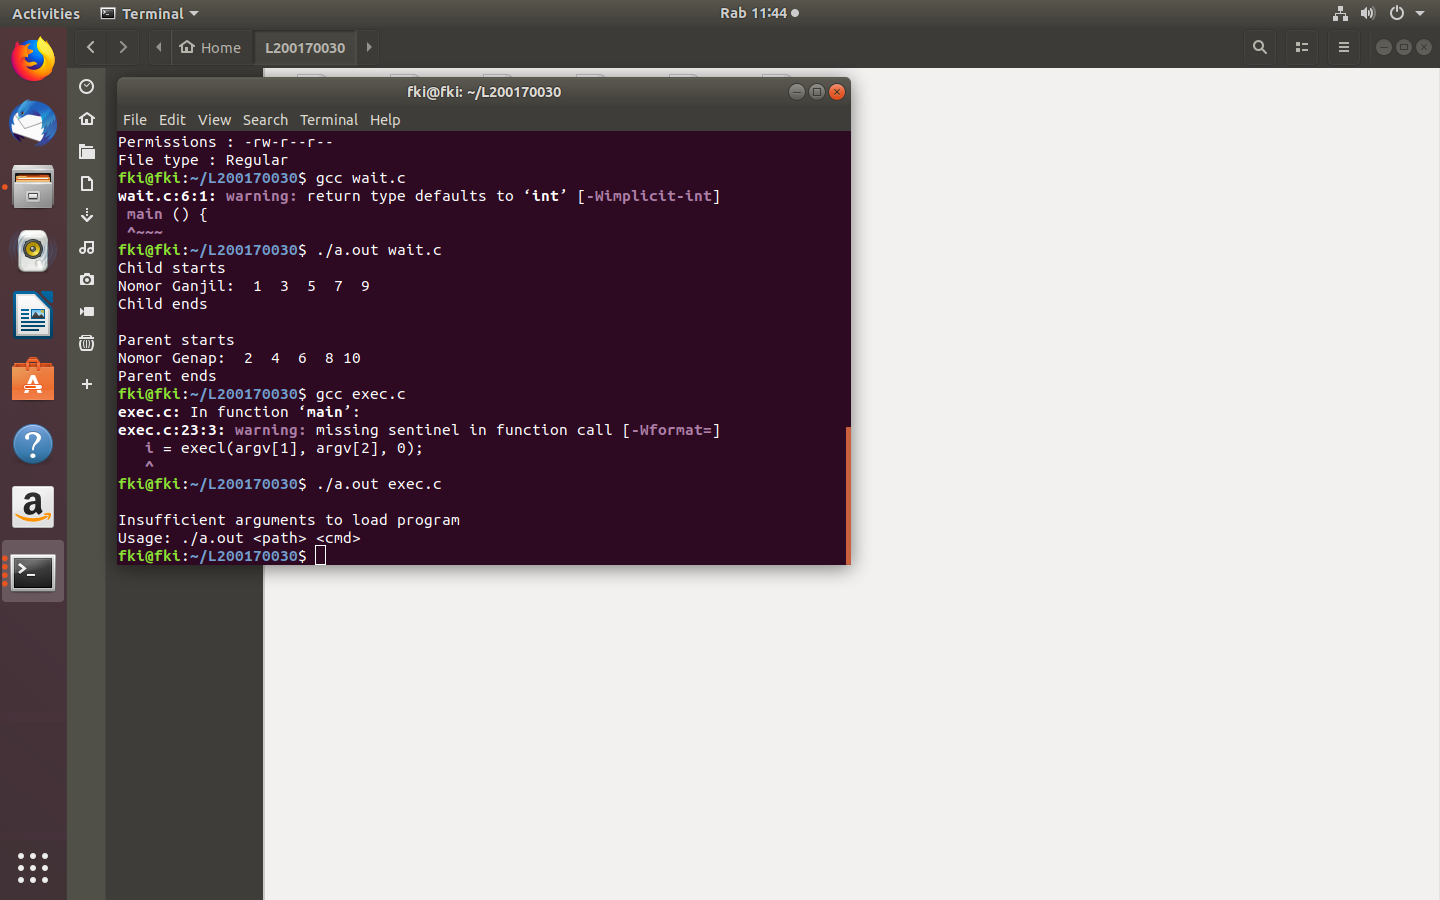 Activities
Terminal
Rab 11:44
Home
L200170030
fki@fki: ~/L200170030
File Edit View Search Terminal Help
Permissions : -rw-r--r--
File type : Regular
fki@fki:~/L200170030$ gcc wait.c
wait.c:6:1: warning: return type defaults to ‘int’ [-Wimplicit-int]
main () {
^~~~
fki@fki:~/L200170030$ ./a.out wait.c
Child starts
Nomor Ganjil:  1  3  5  7  9
Child ends
Parent starts
Nomor Genap:  2  4  6  8 10
Parent ends
fki@fki:~/L200170030$ gcc exec.c
exec.c: In function ‘main’:
exec.c:23:3: warning: missing sentinel in function call [-Wformat=]
i = execl(argv[1], argv[2], 0);
^
fki@fki:~/L200170030$ ./a.out exec.c
Insufficient arguments to load program
Usage: ./a.out <path> <cmd>
fki@fki:~/L200170030$